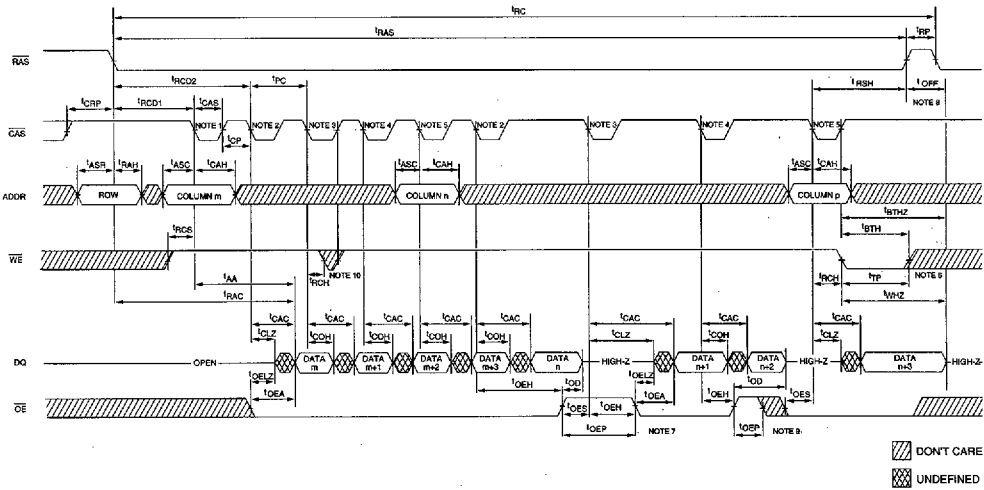 tRC
tRAS
tRP
RAS
tRCD2
tPC
tRSH
tOFF
NOTE 9
tCRP
tRCD1
tCAS
CAS
NOTE 1
NOTE 2
NOTE 3
NOTE 4
NOTE 5
NOTE 2
NOTE 3
NOTE 4
NOTE 5
tCP
tASR
tRAH
tASC
tCAH
tASC
tCAH
tASC
tCAH
ADDR
ROW
COLUMN m
COLUMN n
COLUMN p
tBTHZ
tRCS
tBTH
WE
NOTE 10
NOTE 6
tRCH
tRCH
tTP
tAA
tWHZ
tRAC
tCAC
tCAC
tCAC
tCAC
tCAC
tCAC
tCAC
tCLZ
tCOH
tCOH
tCOH
tCOH
tCLZ
tCOH
tCLZ
DQ
OPEN
DATA m
DATA m+1
DATA m+2
DATA m+3
DATA n
HIGH-Z
DATA n+1
DATA n+2
HIGH-Z
DATA n+3
HIGH-Z
tOELZ
tOEH
tOD
tOELZ
tOD
tOEA
tOES
tOEH
tOEA
tOEH
tOES
OE
tOEP
NOTE 7
tOEP
DON'T CARE
UNDEFINED